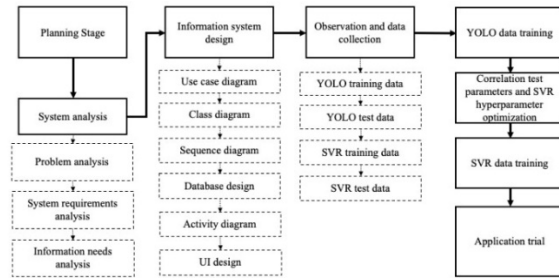 Planning Stage
System analysis
Problem analysis
System requirements
analysis
Information needs
analysis
Information system
design
Use case diagram
Class diagram
Sequence diagram
Database design
Activity diagram
UI design
Observation and data
collection
YOLO training data
YOLO test data
SVR training data
SVR test data
YOLO data training
Correlation test
parameters and SVR
hyperparameter
optimization
SVR data training
Application trial